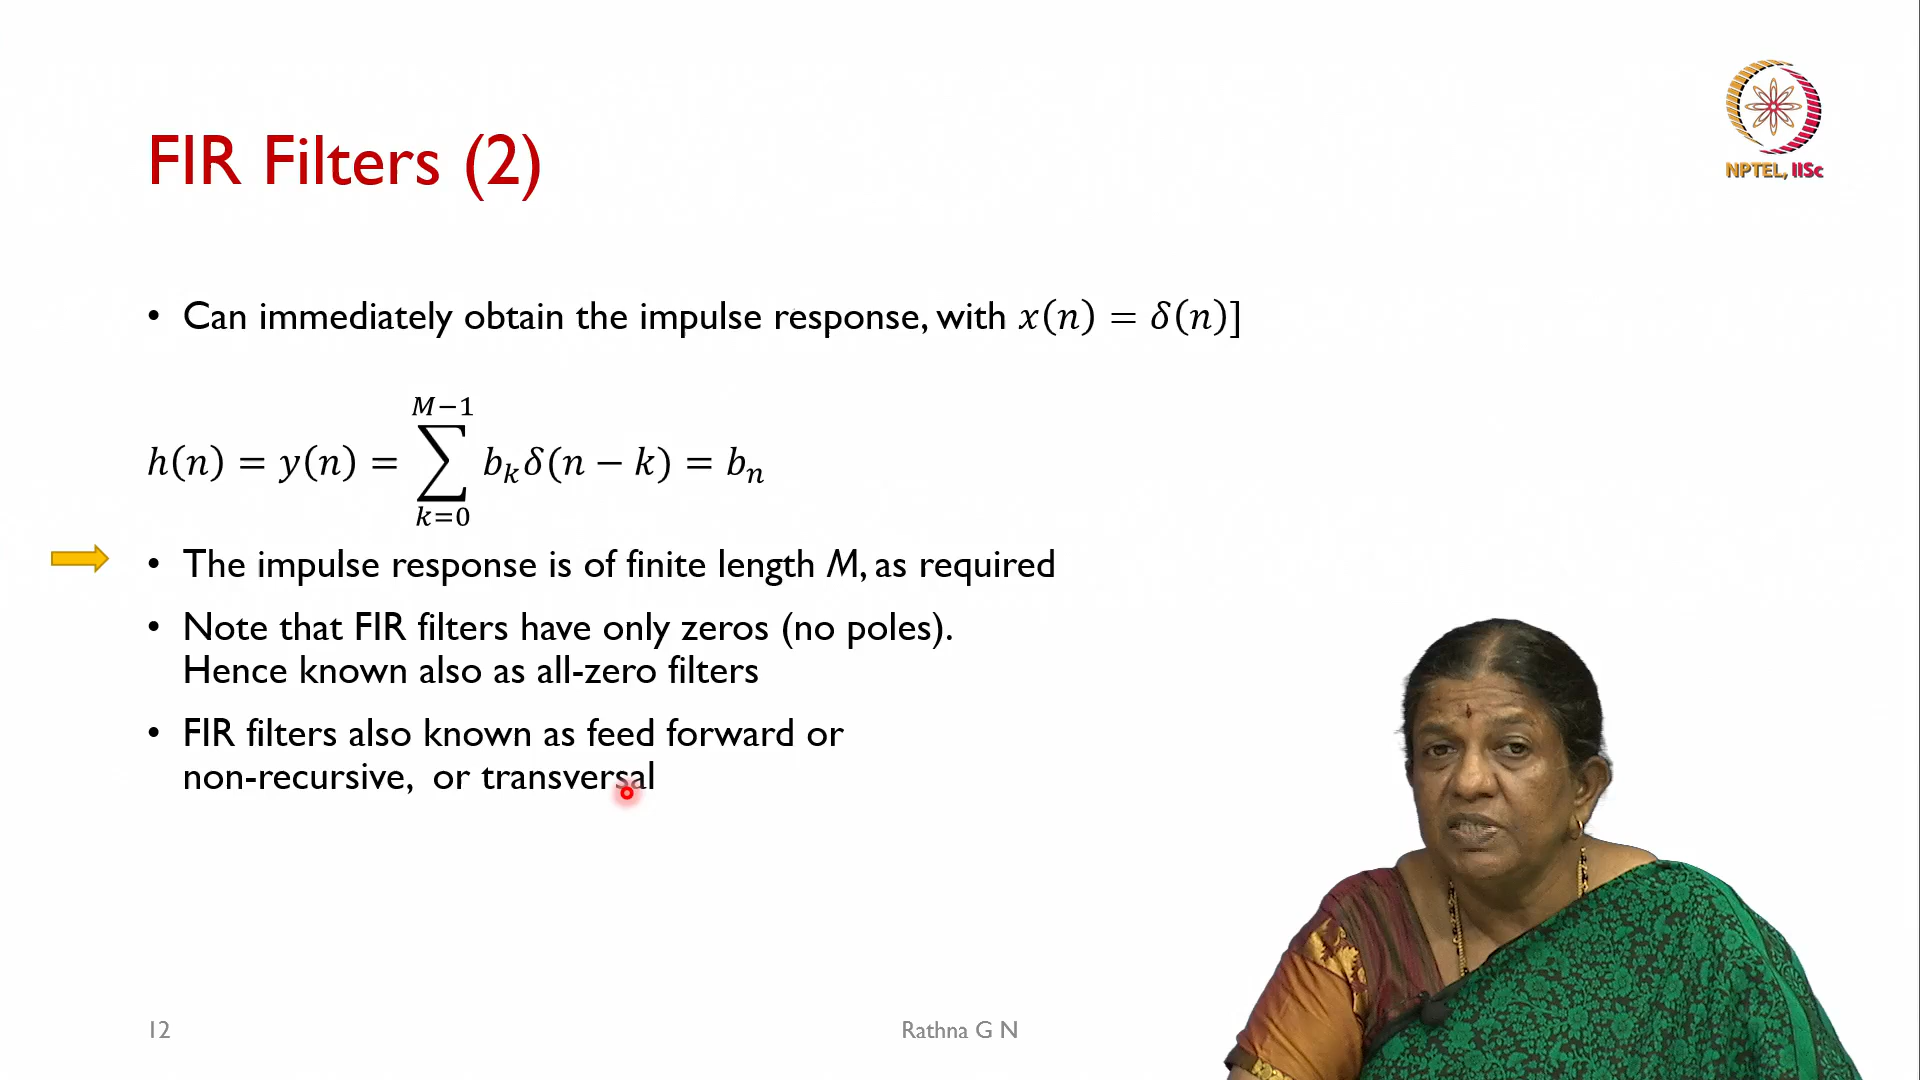 NPTEL, IISc
FIR Filters (2)
• Can immediately obtain the impulse response, with x(n) = δ(n)]
M−1
h(n) = y(n) = ∑ bₖδ(n − k) = bₙ
k=0
• The impulse response is of finite length M, as required
• Note that FIR filters have only zeros (no poles).
Hence known also as all-zero filters
• FIR filters also known as feed forward or
non-recursive, or transversal
12
Rathna G N